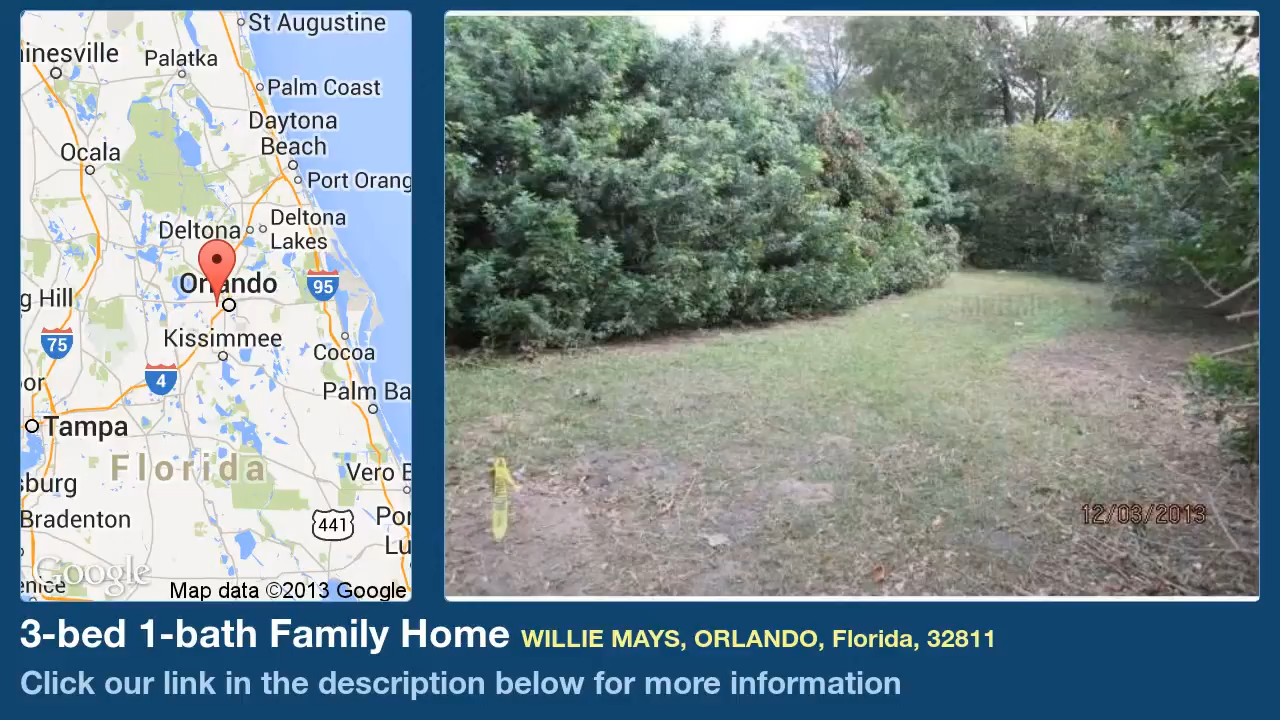 St Augustine
inesville
Palatka
Palm Coast
Daytona
Beach
Ocala
Port Orang
Deltona
Deltona
Lakes
Orlando
95
g Hill
75
Kissimmee
Cocoa
4
or
Palm Ba
Tampa
Florida
Vero B
sburg
441
Por
Bradenton
Lu
Google
enice
Map data ©2013 Google
12/03/2013
3-bed 1-bath Family Home WILLIE MAYS, ORLANDO, Florida, 32811
Click our link in the description below for more information